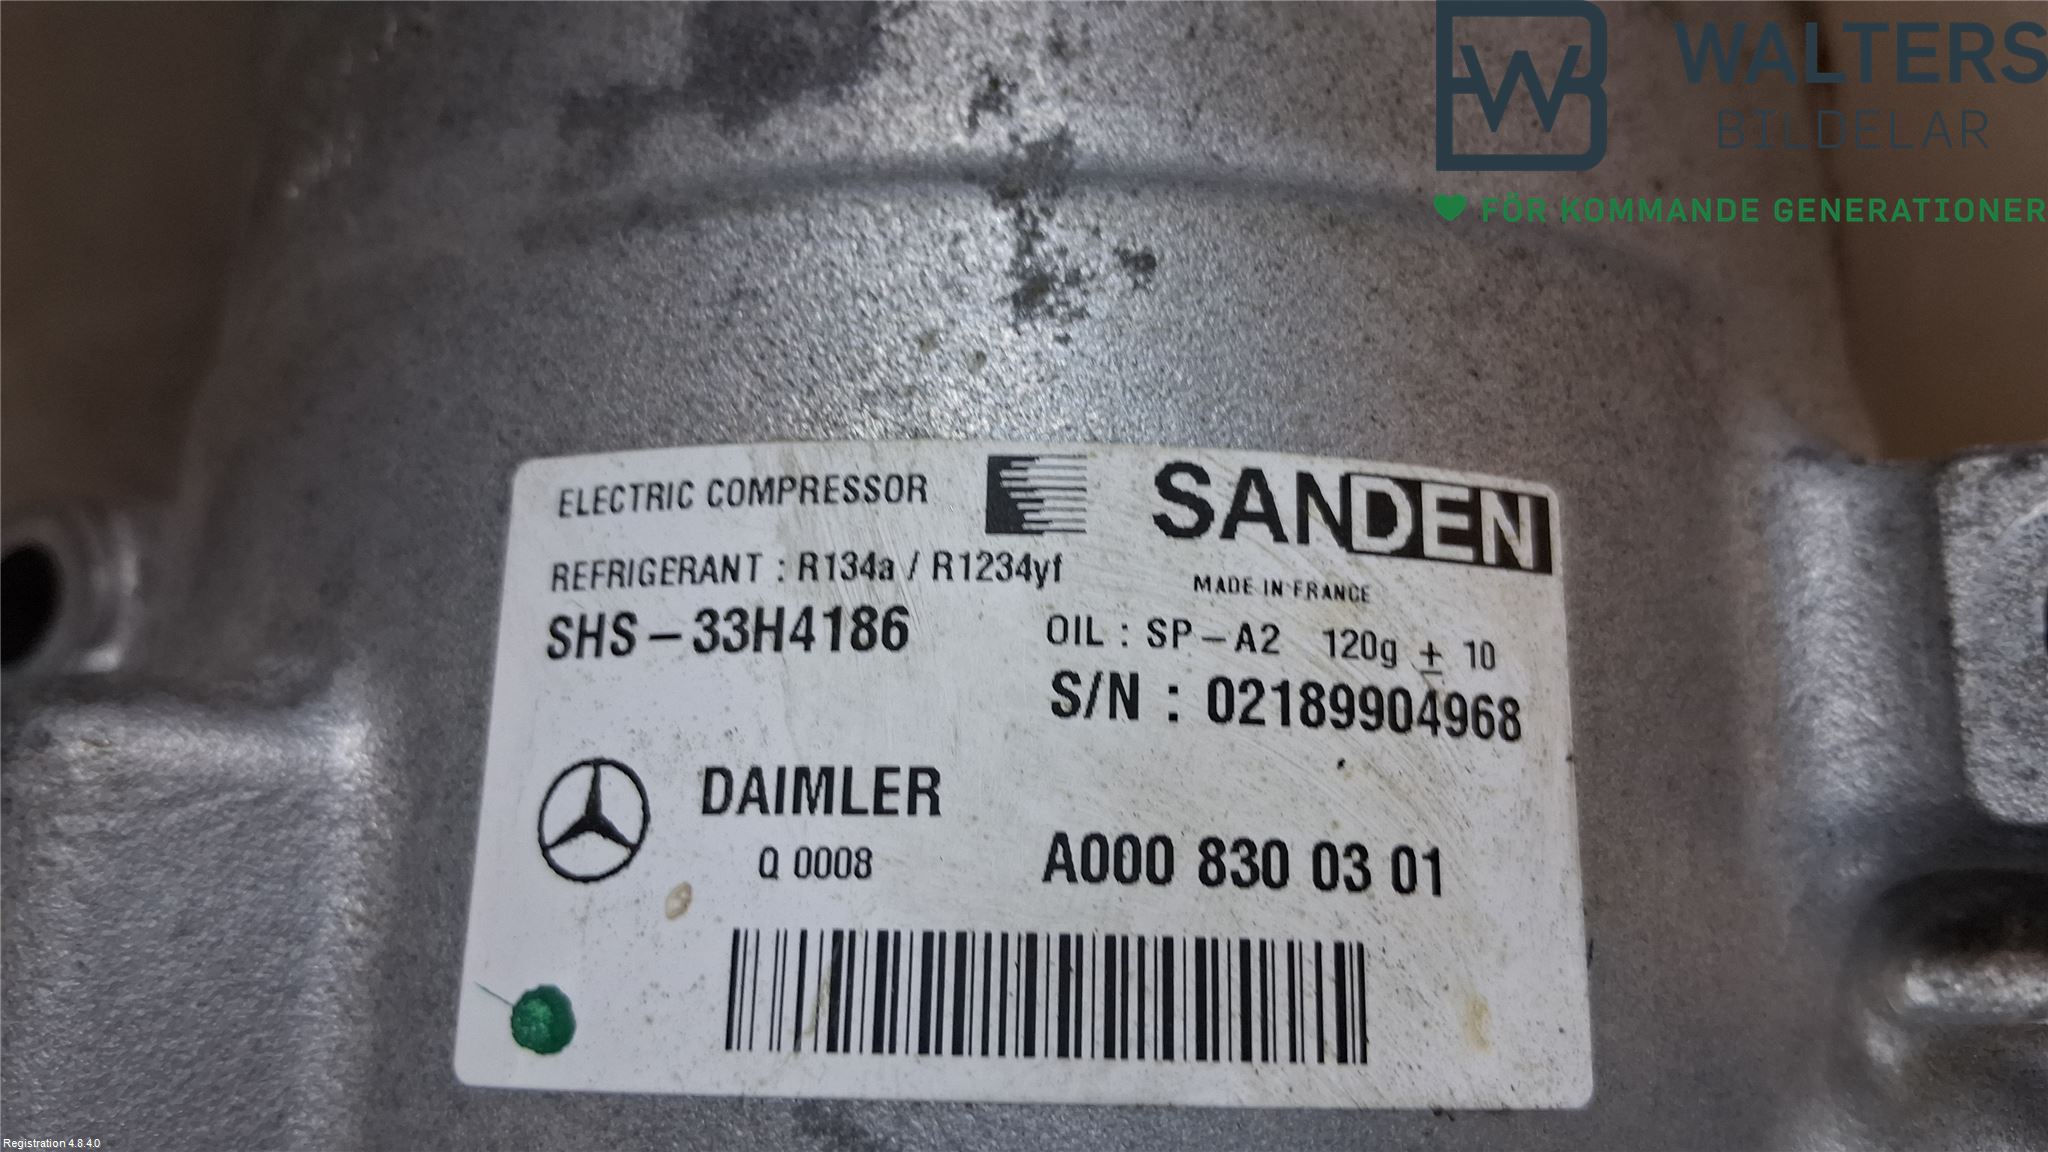 WALTERS
BILDELAR
FÖR KOMMANDE GENERATIONER
ELECTRIC COMPRESSOR
SANDEN
REFRIGERANT : R134a / R1234yf
MADE IN FRANCE
SHS-33H4186
OIL : SP-A2 120g ± 10
S/N : 02189904968
DAIMLER
Q 0008
A000 830 03 01
Registration 4.8.4.0